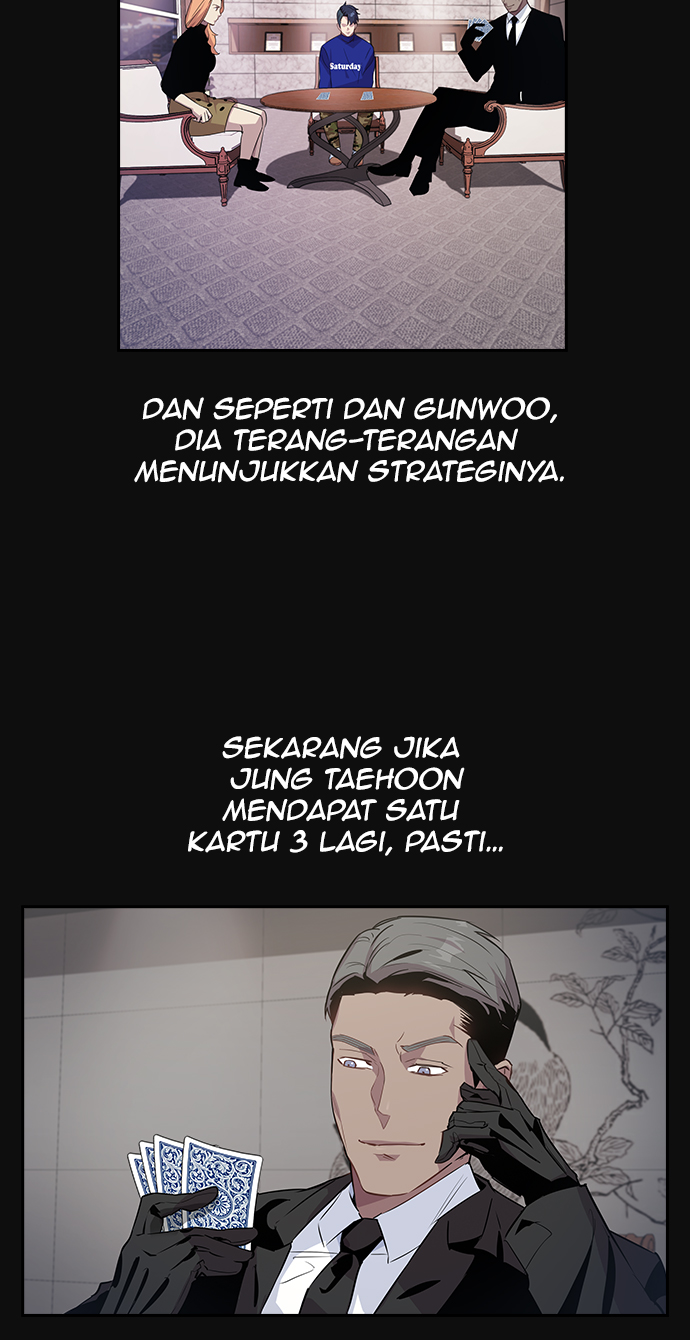 Saturday
DAN SEPERTI DAN GUNWOO,
DIA TERANG-TERANGAN
MENUNJUKKAN STRATEGINYA.
SEKARANG JIKA
JUNG TAEHOON
MENDAPAT SATU
KARTU 3 LAGI, PASTI...